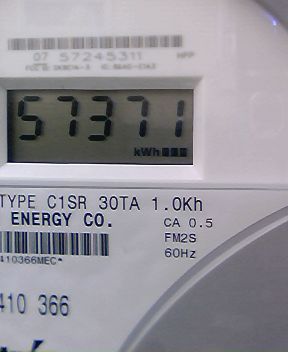 07 57245311
57371
kWh
TYPE C1SR 30TA 1.0Kh
ENERGY CO.
CA 0.5
FM2S
60Hz
410366MEC*
410 366